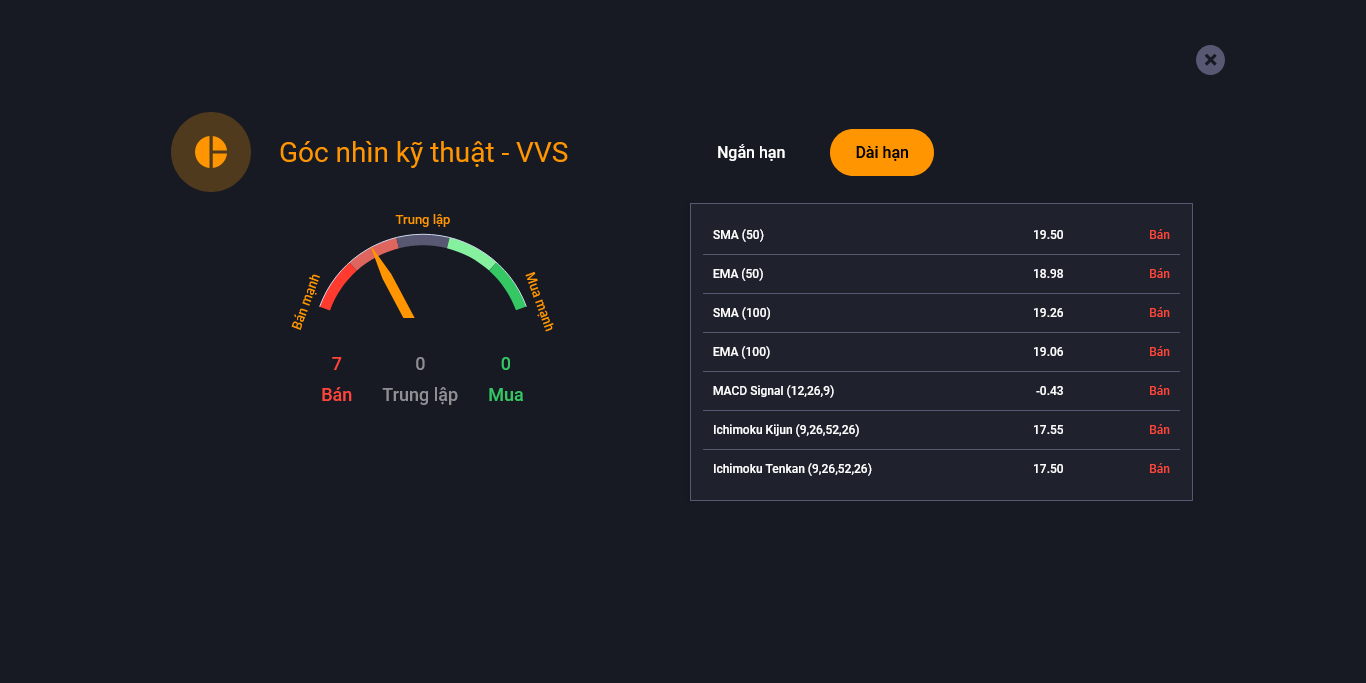 Góc nhìn kỹ thuật - VVS
Trung lập
Bán mạnh
Mua mạnh
7 0 0
Bán Trung lập Mua
Ngắn hạn Dài hạn
SMA (50) 19.50 Bán
EMA (50) 18.98 Bán
SMA (100) 19.26 Bán
EMA (100) 19.06 Bán
MACD Signal (12,26,9) -0.43 Bán
Ichimoku Kijun (9,26,52,26) 17.55 Bán
Ichimoku Tenkan (9,26,52,26) 17.50 Bán